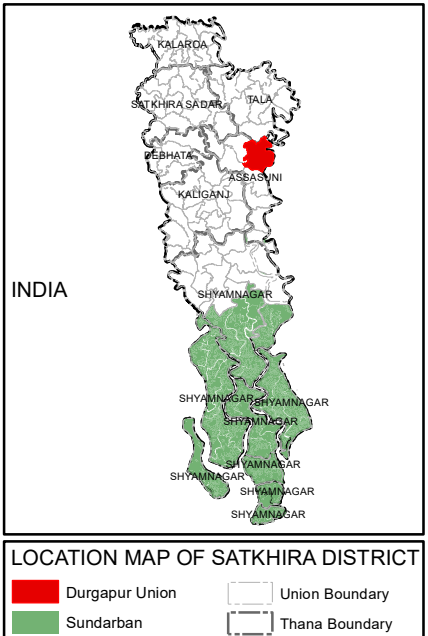 KALAROA
SATKHIRA SADAR
TALA
DEBHATA
ASSASUNI
KALIGANJ
INDIA
SHYAMNAGAR
SHYAMNAGAR
SHYAMNAGAR
SHYAMNAGAR
SHYAMNAGAR
SHYAMNAGAR
SHYAMNAGAR
SHYAMNAGAR
LOCATION MAP OF SATKHIRA DISTRICT
Durgapur Union
Union Boundary
Sundarban
Thana Boundary